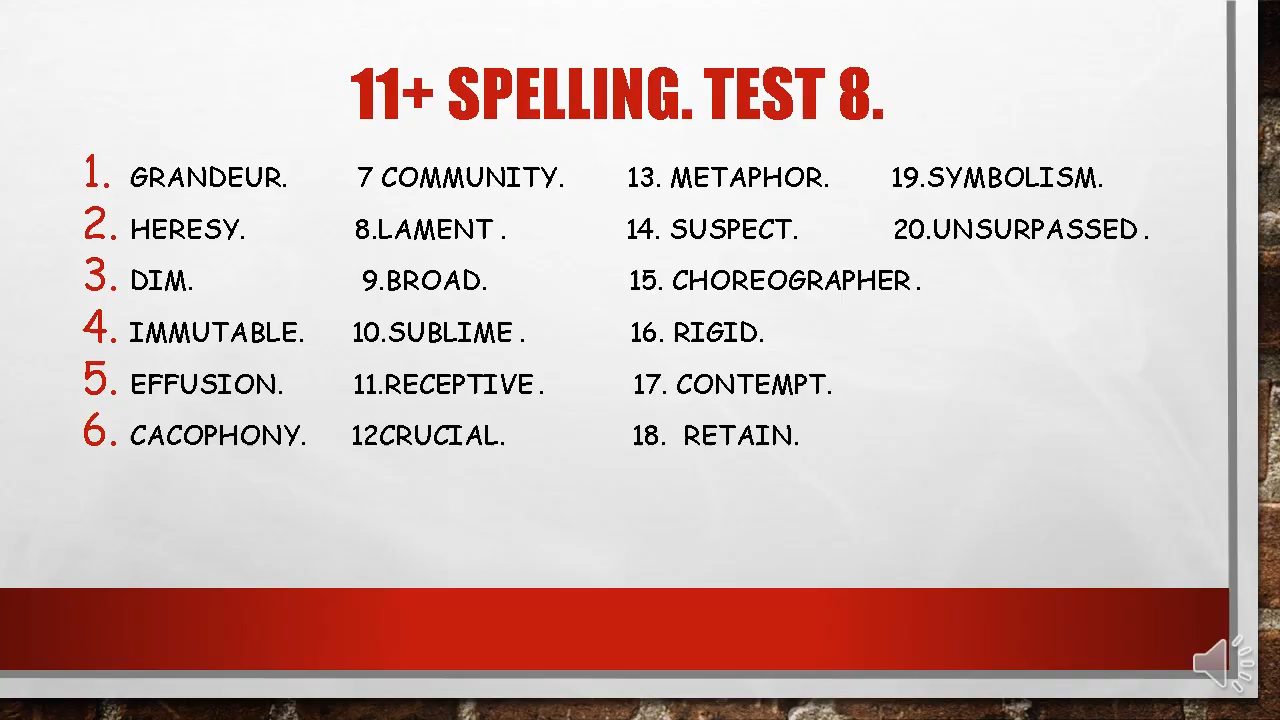 11+ SPELLING. TEST 8.
1. GRANDEUR. 7 COMMUNITY. 13. METAPHOR. 19.SYMBOLISM.
2. HERESY. 8.LAMENT . 14. SUSPECT. 20.UNSURPASSED .
3. DIM. 9.BROAD. 15. CHOREOGRAPHER .
4. IMMUTABLE. 10.SUBLIME . 16. RIGID.
5. EFFUSION. 11.RECEPTIVE . 17. CONTEMPT.
6. CACOPHONY. 12CRUCIAL. 18. RETAIN.